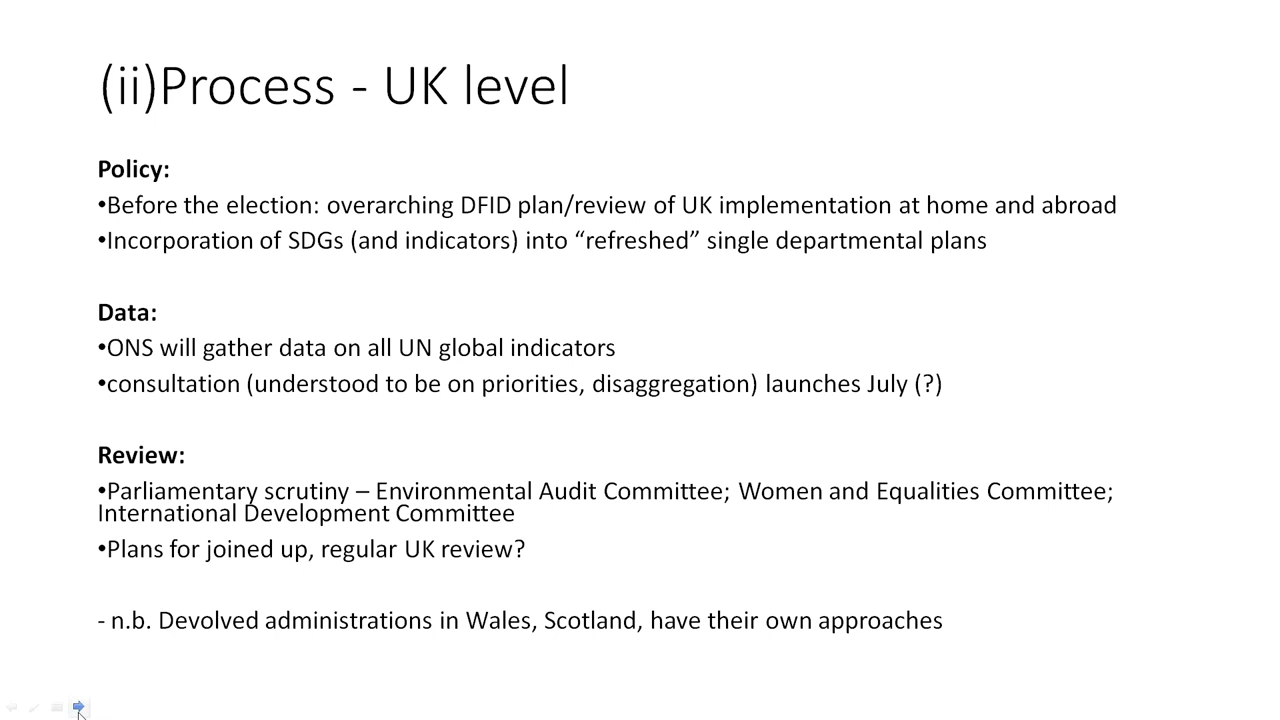 (ii)Process - UK level
Policy:
•Before the election: overarching DFID plan/review of UK implementation at home and abroad
•Incorporation of SDGs (and indicators) into “refreshed” single departmental plans
Data:
•ONS will gather data on all UN global indicators
•consultation (understood to be on priorities, disaggregation) launches July (?)
Review:
•Parliamentary scrutiny – Environmental Audit Committee; Women and Equalities Committee;
International Development Committee
•Plans for joined up, regular UK review?
- n.b. Devolved administrations in Wales, Scotland, have their own approaches